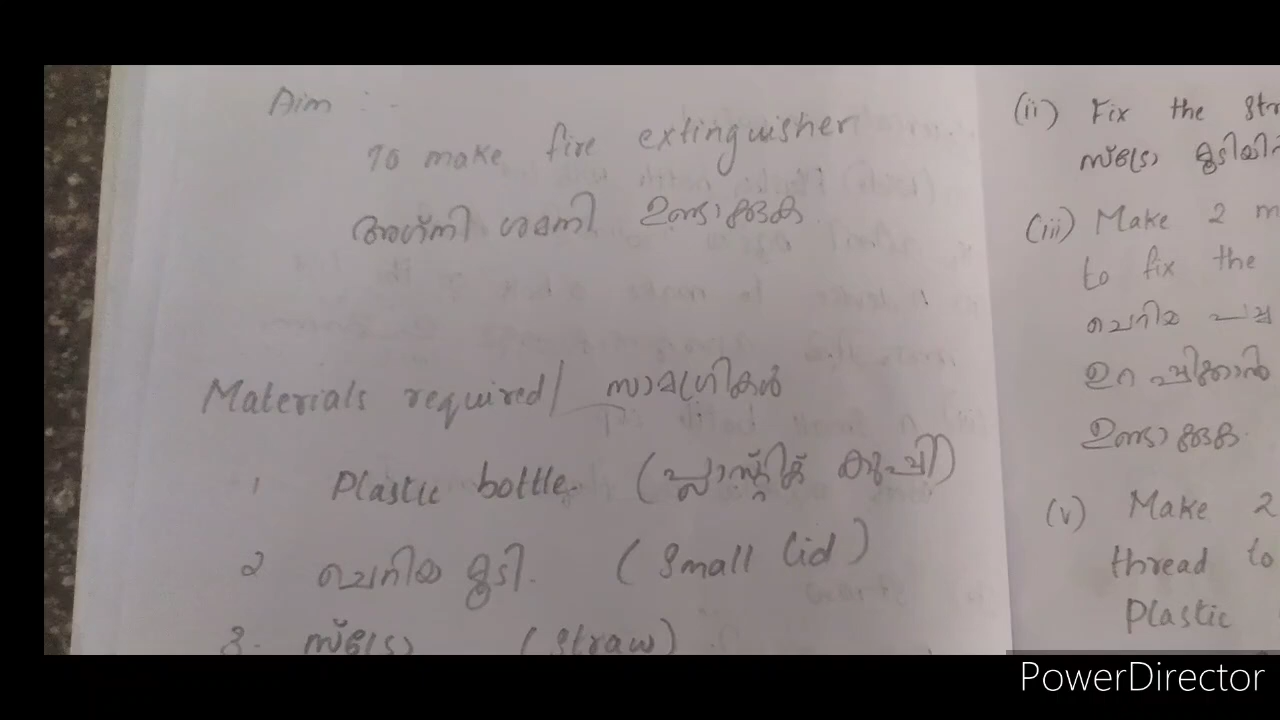 Aim :-
To make fire extinguisher
അഗ്നി ശമനി ഉണ്ടാക്കുക
Materials required / സാമഗ്രികൾ
1 Plastic bottle. (പ്ലാസ്റ്റിക് കുപ്പി)
2 ചെറിയ മൂടി. (Small lid)
3. സ്ട്രോ (Straw)
(ii) Fix the
സ്ട്രോ
(iii) Make 2
to fix the
ചെറിയ
ഉറപ്പിക്കാൻ
ഉണ്ടാക്കുക.
(v) Make 2
thread to
Plastic
PowerDirector